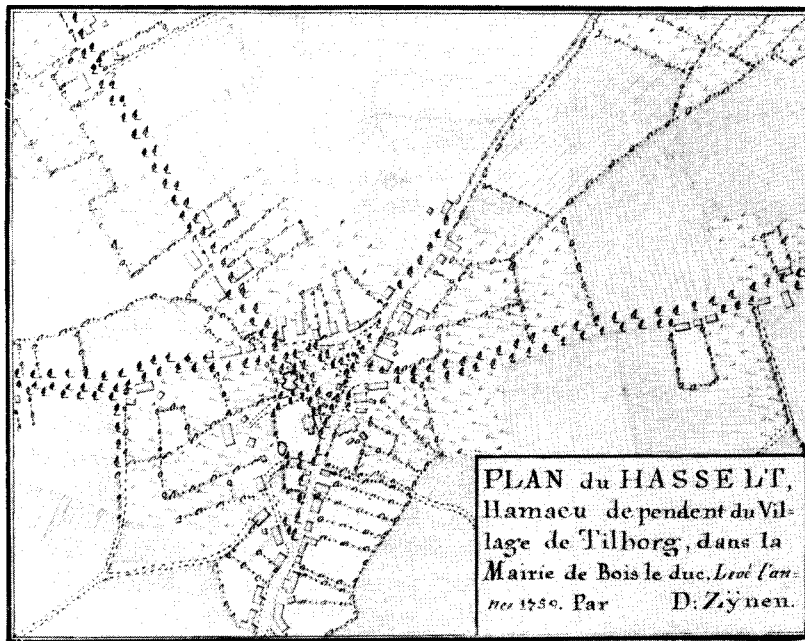 PLAN du HASSELT,
Hamaeu dependent du Vil-
lage de Tilborg, dans la
Mairie de Bois le duc. Levé l'an-
née 1750. Par D: Zÿnen.